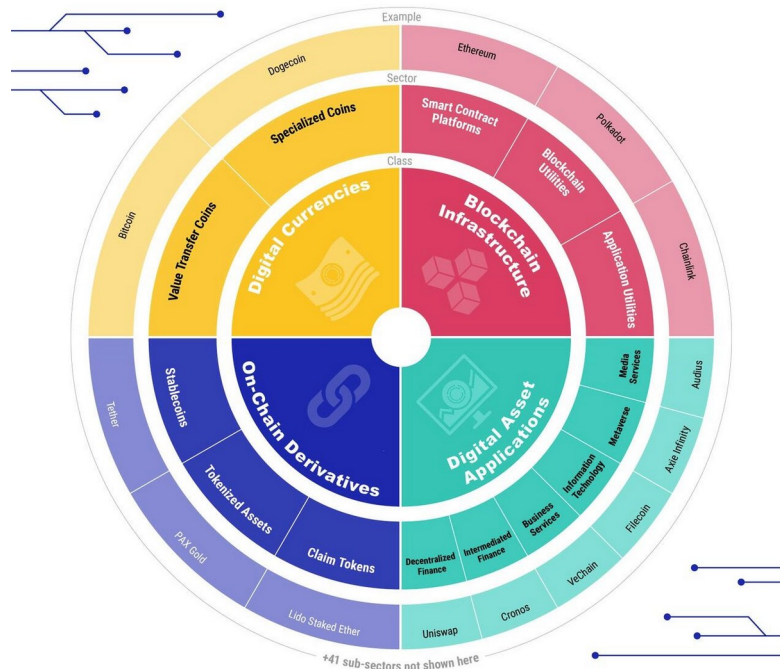 Example
Sector
Class
Digital Currencies
Value Transfer Coins
Specialized Coins
Bitcoin
Dogecoin
Blockchain
Infrastructure
Smart Contract
Platforms
Blockchain
Utilities
Application Utilities
Ethereum
Polkadot
Chainlink
Digital Asset
Applications
Media
Services
Metaverse
Information
Technology
Business
Services
Intermediated
Finance
Decentralized
Finance
Audius
Axie Infinity
Filecoin
VeChain
Cronos
Uniswap
On-Chain Derivatives
Stablecoins
Tokenized Assets
Claim Tokens
Tether
PAX Gold
Lido Staked Ether
+41 sub-sectors not shown here